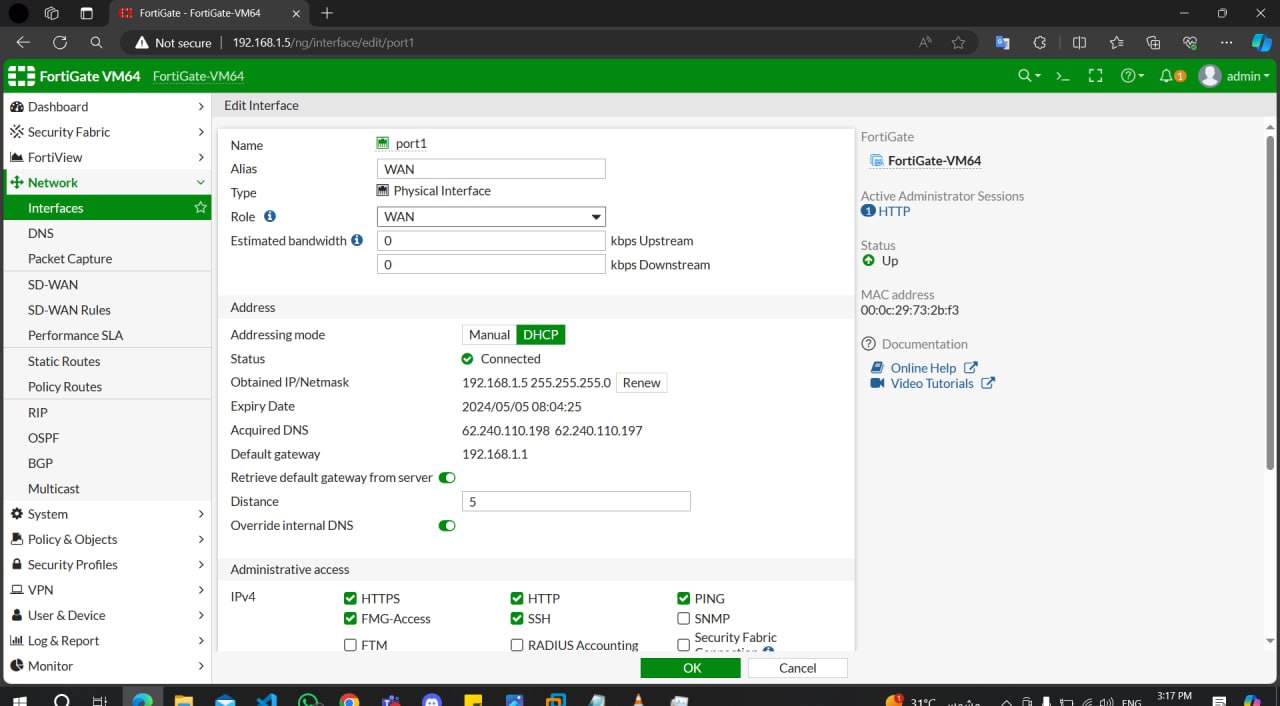 FortiGate - FortiGate-VM64
Not secure 192.168.1.5/ng/interface/edit/port1
FortiGate VM64 FortiGate-VM64 1 admin
Dashboard
Security Fabric
FortiView
Network
Interfaces
DNS
Packet Capture
SD-WAN
SD-WAN Rules
Performance SLA
Static Routes
Policy Routes
RIP
OSPF
BGP
Multicast
System
Policy & Objects
Security Profiles
VPN
User & Device
Log & Report
Monitor
Edit Interface
Name port1
Alias WAN
Type Physical Interface
Role WAN
Estimated bandwidth 0 kbps Upstream
0 kbps Downstream
Address
Addressing mode Manual DHCP
Status Connected
Obtained IP/Netmask 192.168.1.5 255.255.255.0 Renew
Expiry Date 2024/05/05 08:04:25
Acquired DNS 62.240.110.198 62.240.110.197
Default gateway 192.168.1.1
Retrieve default gateway from server
Distance 5
Override internal DNS
Administrative access
IPv4 HTTPS HTTP PING
FMG-Access SSH SNMP
FTM RADIUS Accounting Security Fabric
OK Cancel
FortiGate
FortiGate-VM64
Active Administrator Sessions
1 HTTP
Status
Up
MAC address
00:0c:29:73:2b:f3
Documentation
Online Help
Video Tutorials
1 31°C ENG 3:17 PM